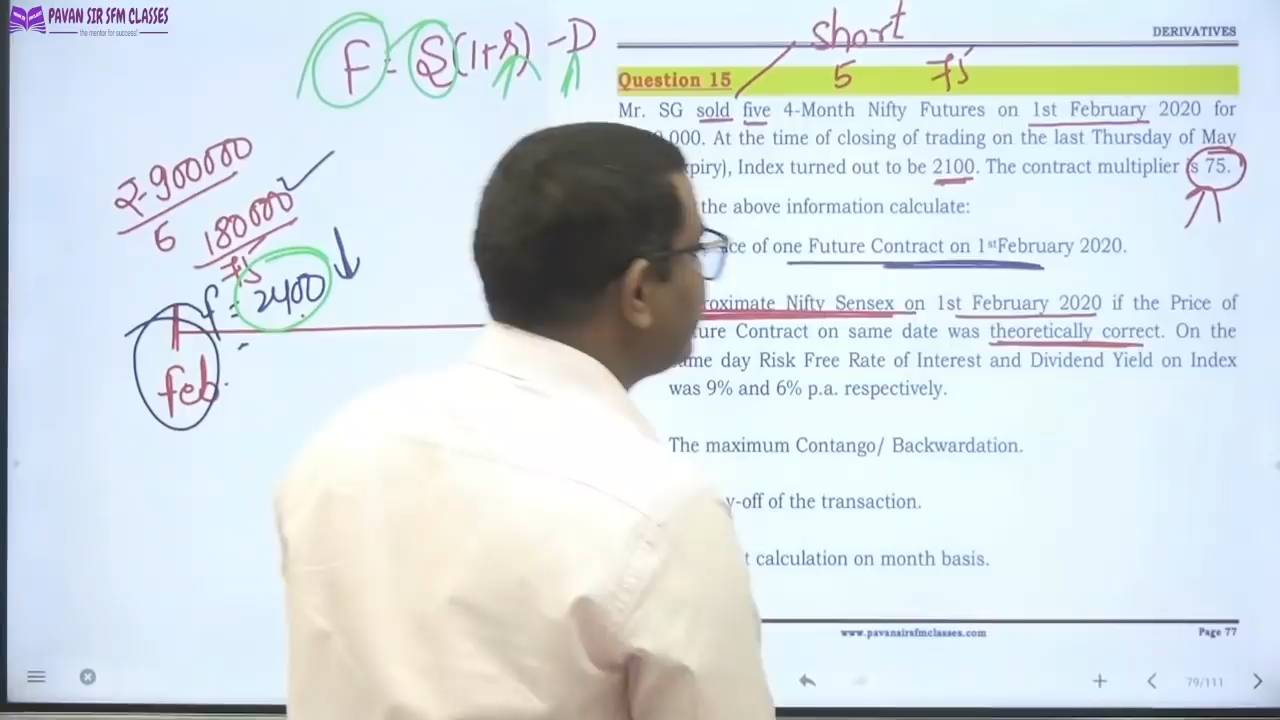 PAVAN SIR SFM CLASSES
the mentor for success!
F = S(1+r) - D
short
5 75
DERIVATIVES
Question 15
Mr. SG sold five 4-Month Nifty Futures on 1st February 2020 for
000. At the time of closing of trading on the last Thursday of May
piry), Index turned out to be 2100. The contract multiplier is 75.
the above information calculate:
ce of one Future Contract on 1st February 2020.
roximate Nifty Sensex on 1st February 2020 if the Price of
ure Contract on same date was theoretically correct. On the
me day Risk Free Rate of Interest and Dividend Yield on Index
was 9% and 6% p.a. respectively.
The maximum Contango/ Backwardation.
y-off of the transaction.
t calculation on month basis.
900000
5
180000
75
f = 2400
feb
www.pavansirsfmclasses.com
Page 77
79/111